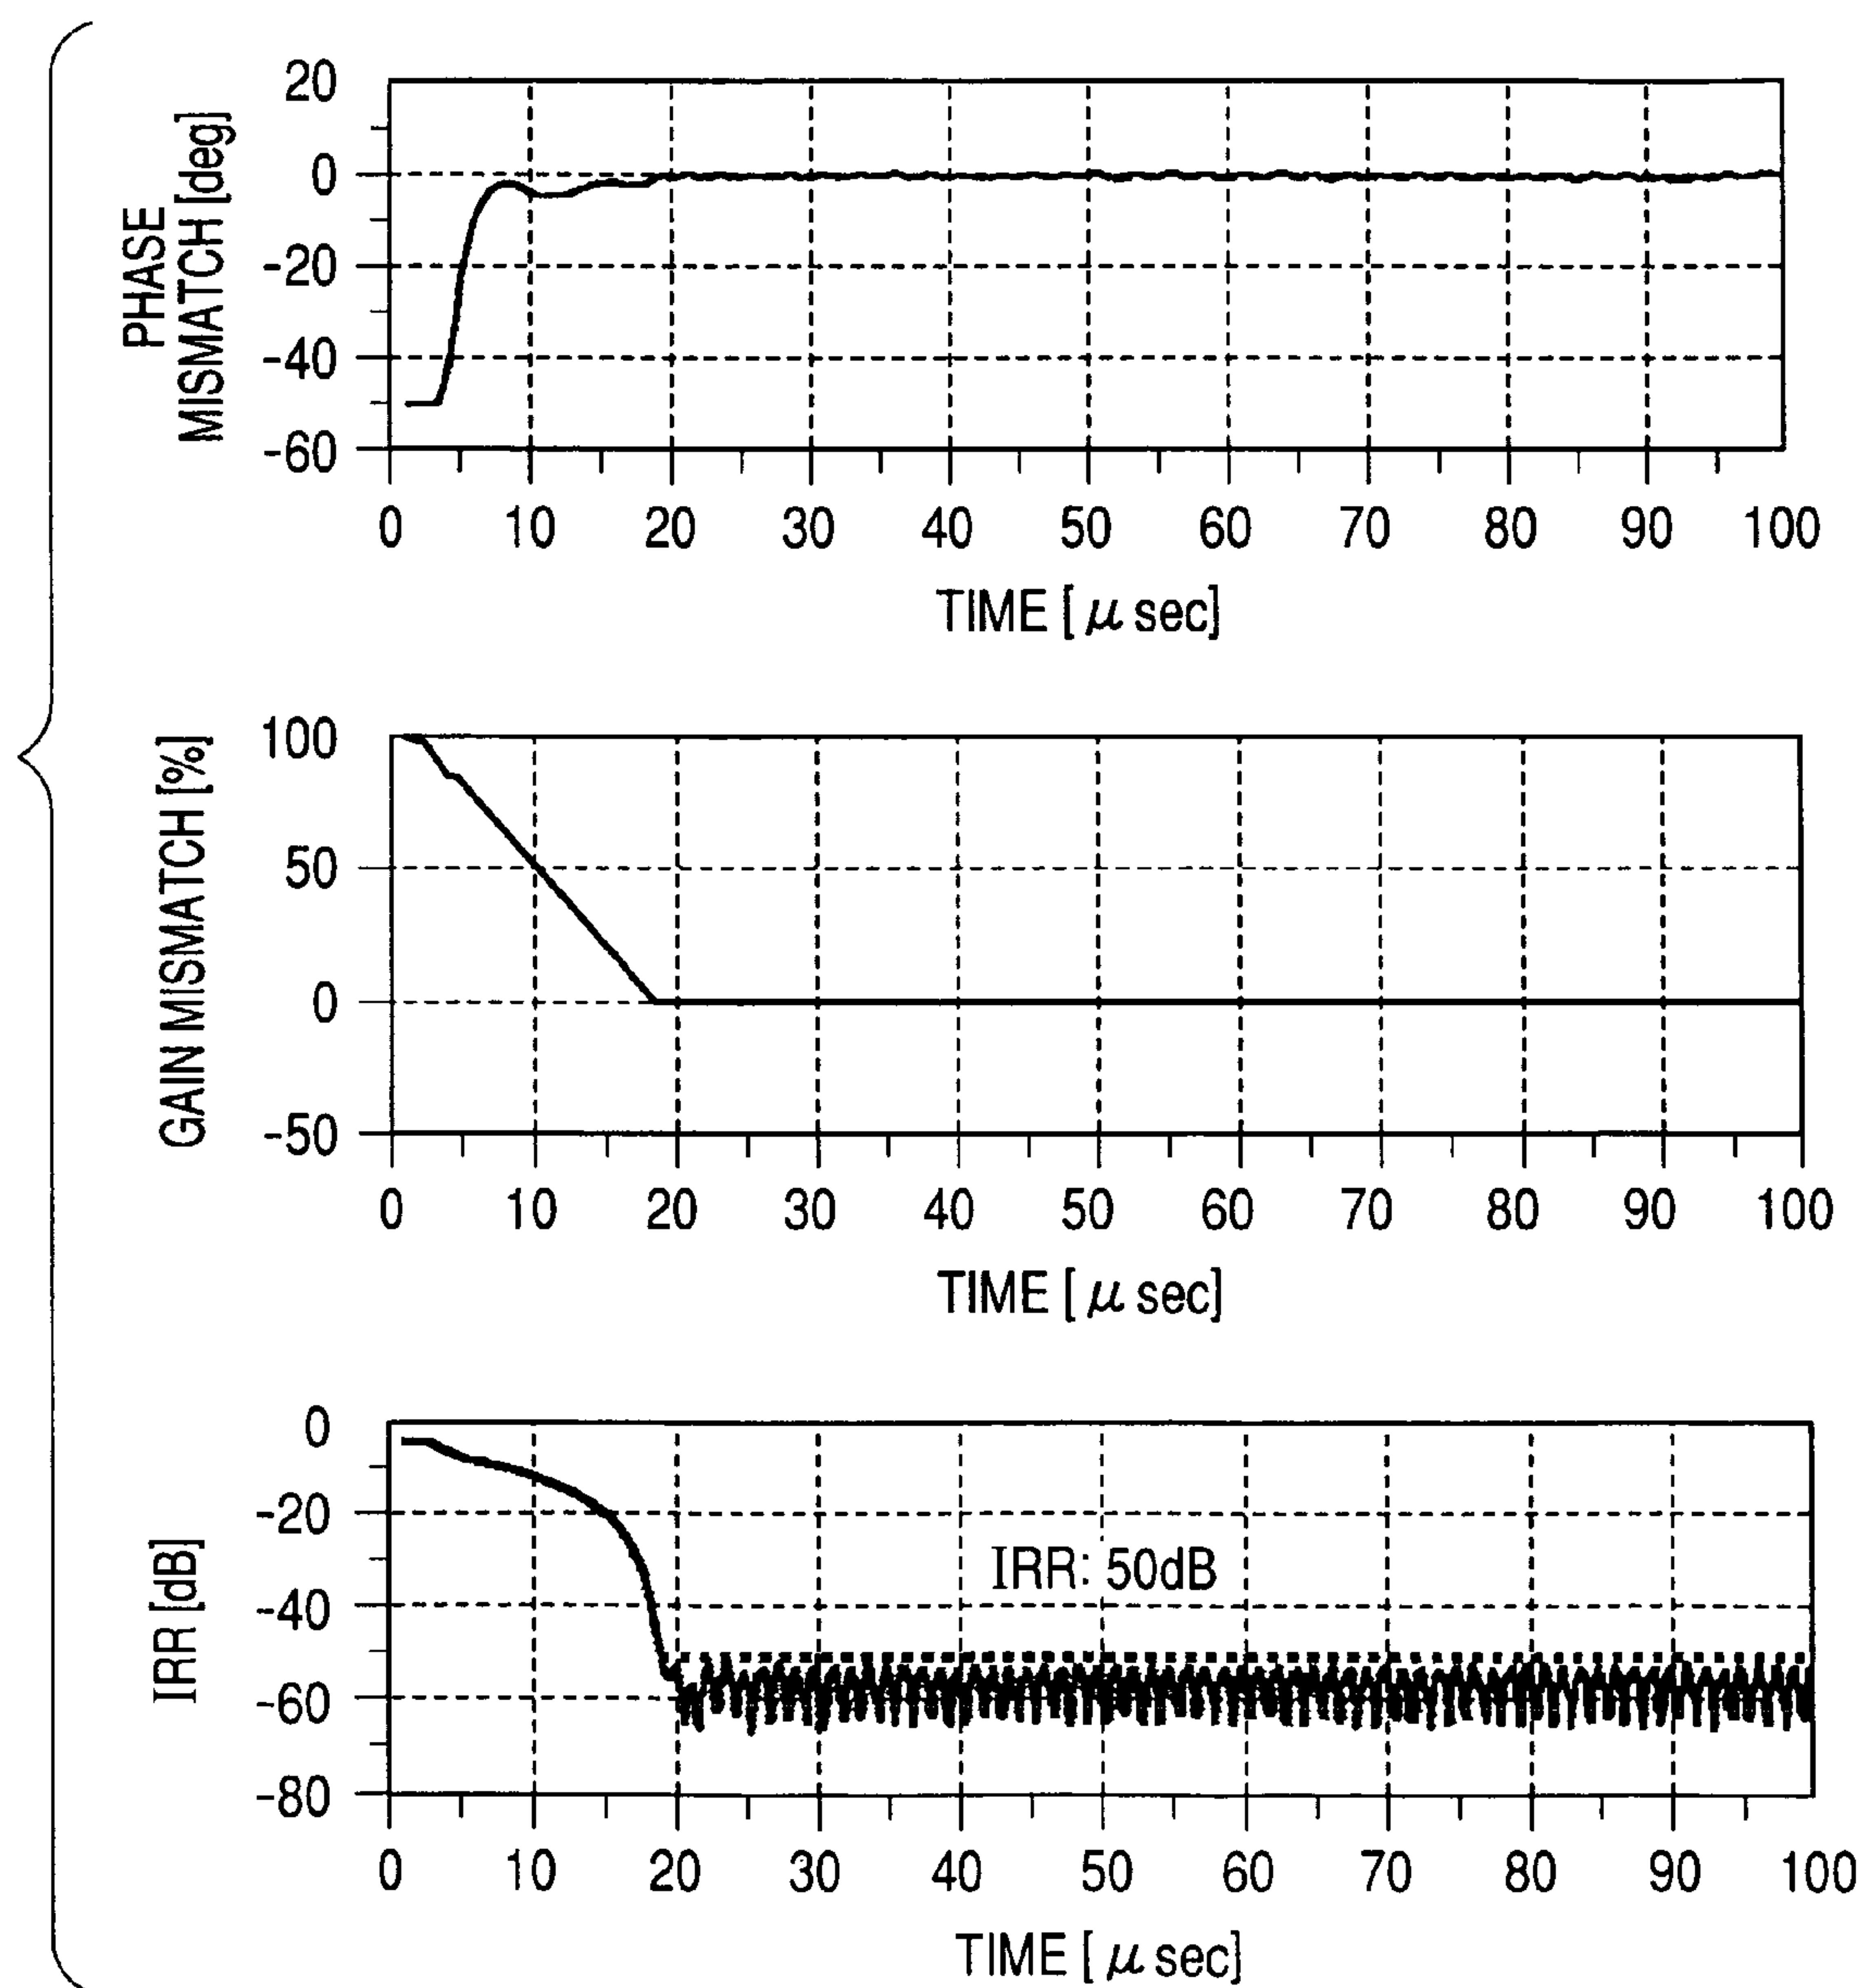 PHASE
MISMATCH [deg]
20
0
-20
-40
-60
0 10 20 30 40 50 60 70 80 90 100
TIME [μ sec]
GAIN MISMATCH [%]
100
50
0
-50
0 10 20 30 40 50 60 70 80 90 100
TIME [μ sec]
IRR [dB]
0
-20
-40
-60
-80
IRR: 50dB
0 10 20 30 40 50 60 70 80 90 100
TIME [μ sec]